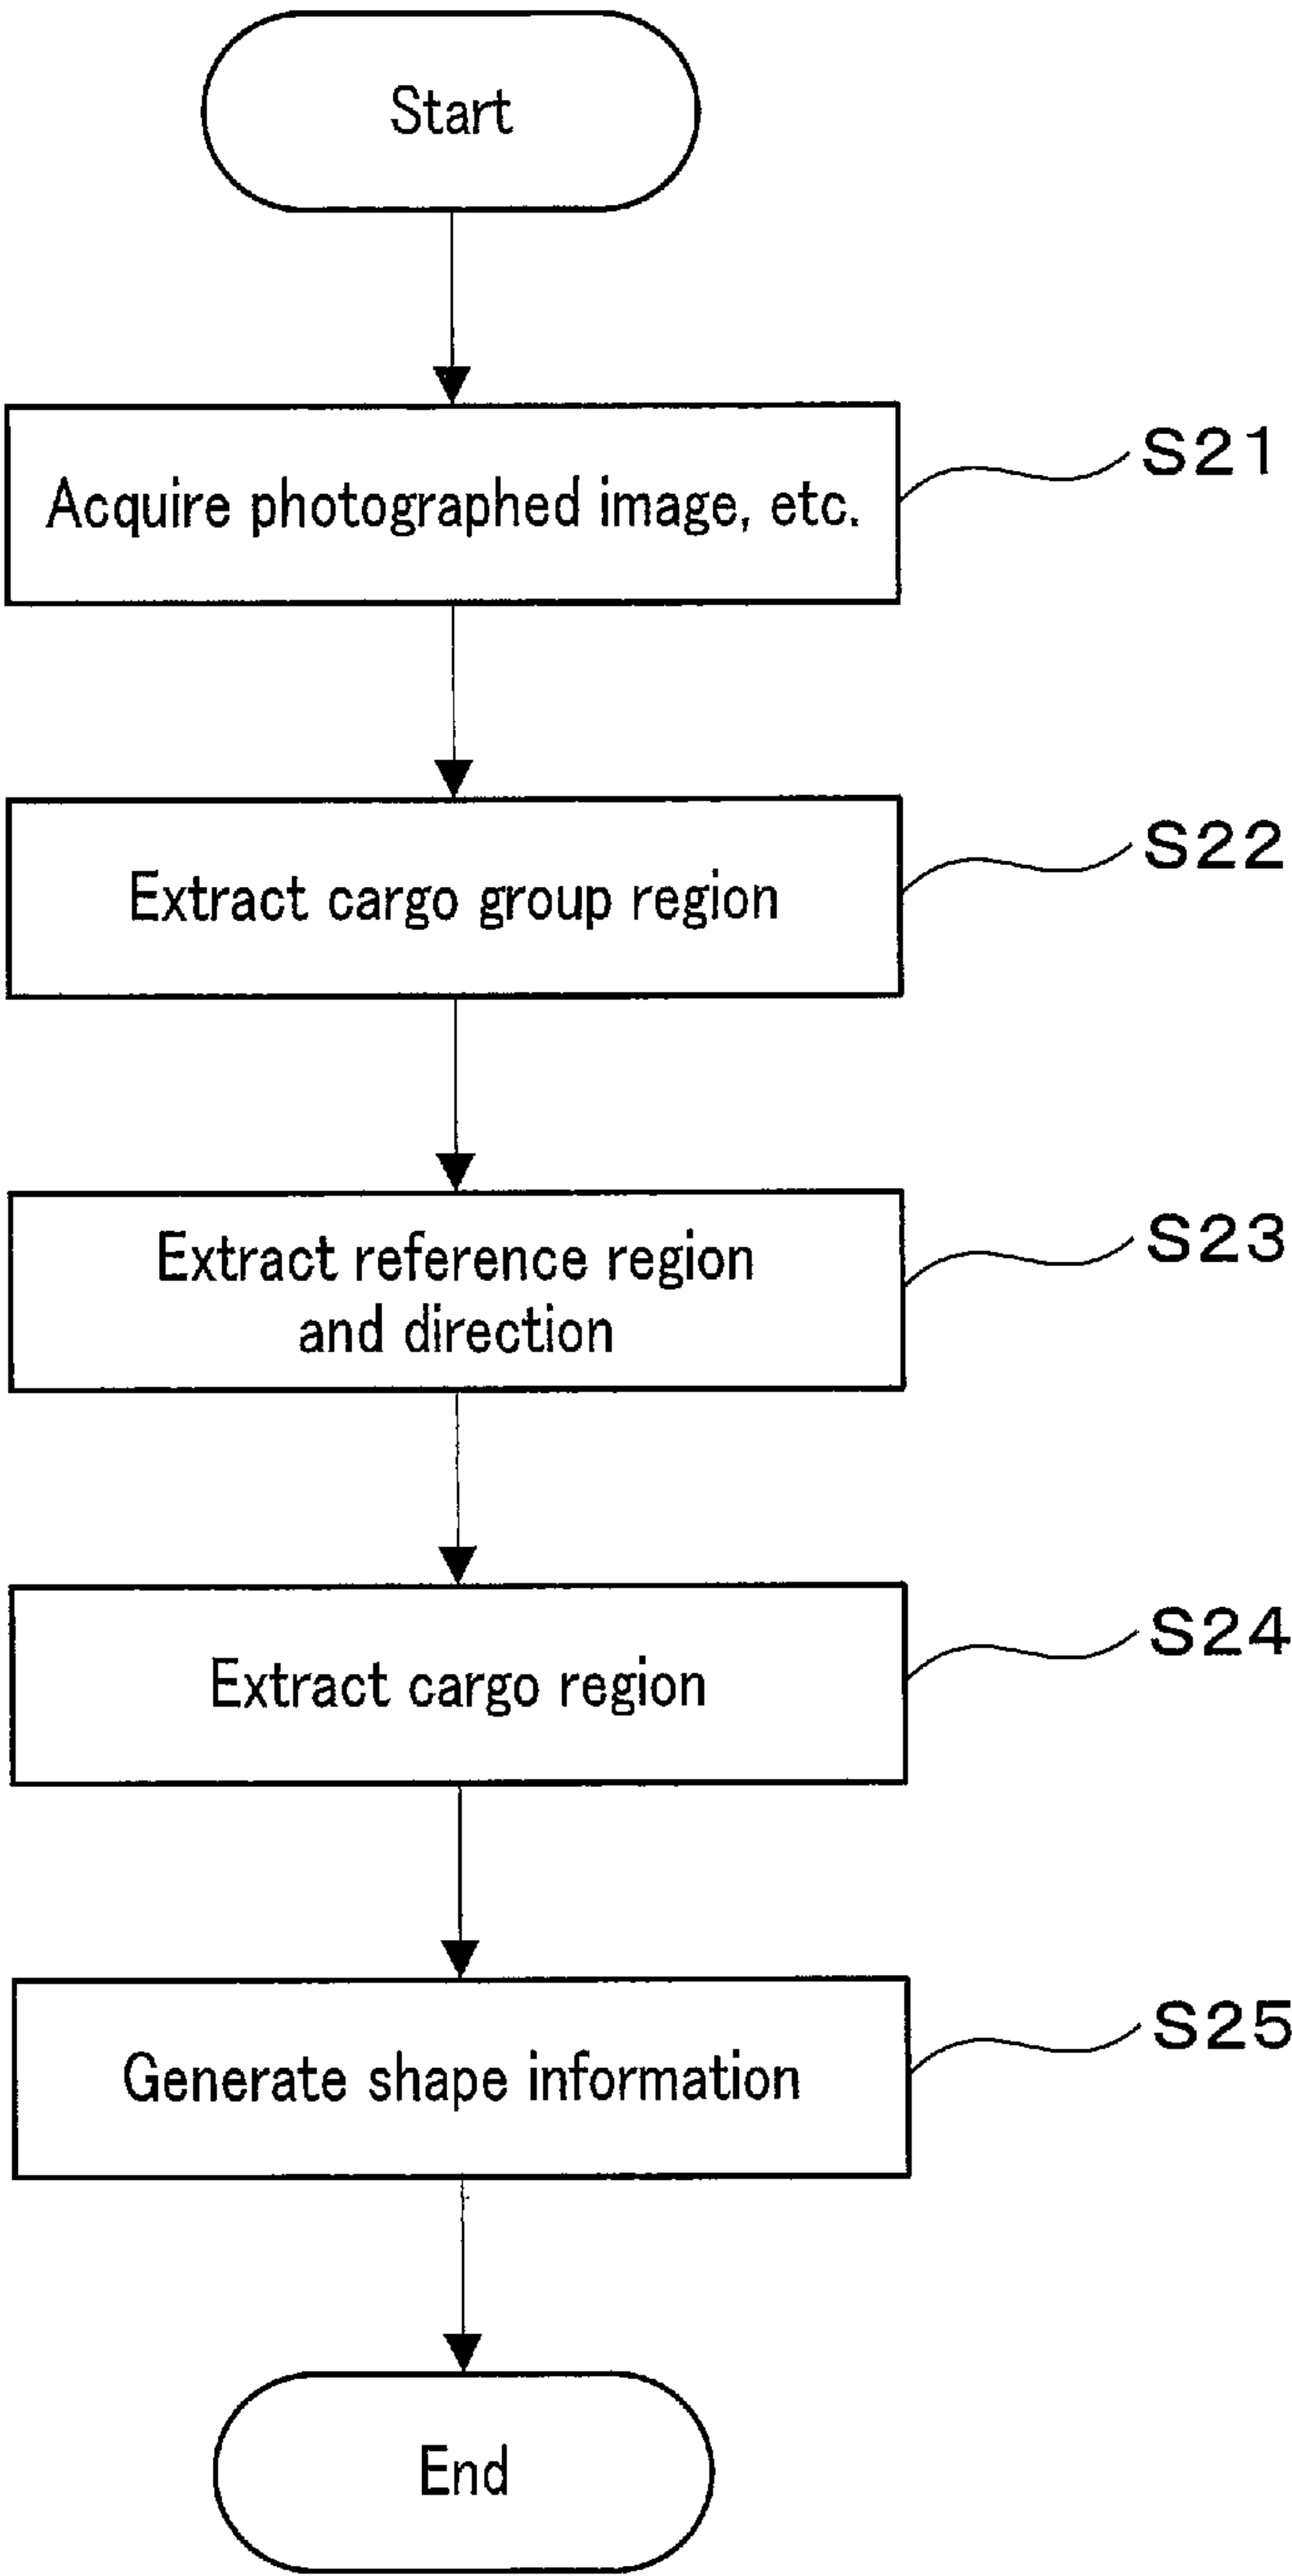 Start
Acquire photographed image, etc.
S21
Extract cargo group region
S22
Extract reference region
and direction
S23
Extract cargo region
S24
Generate shape information
S25
End